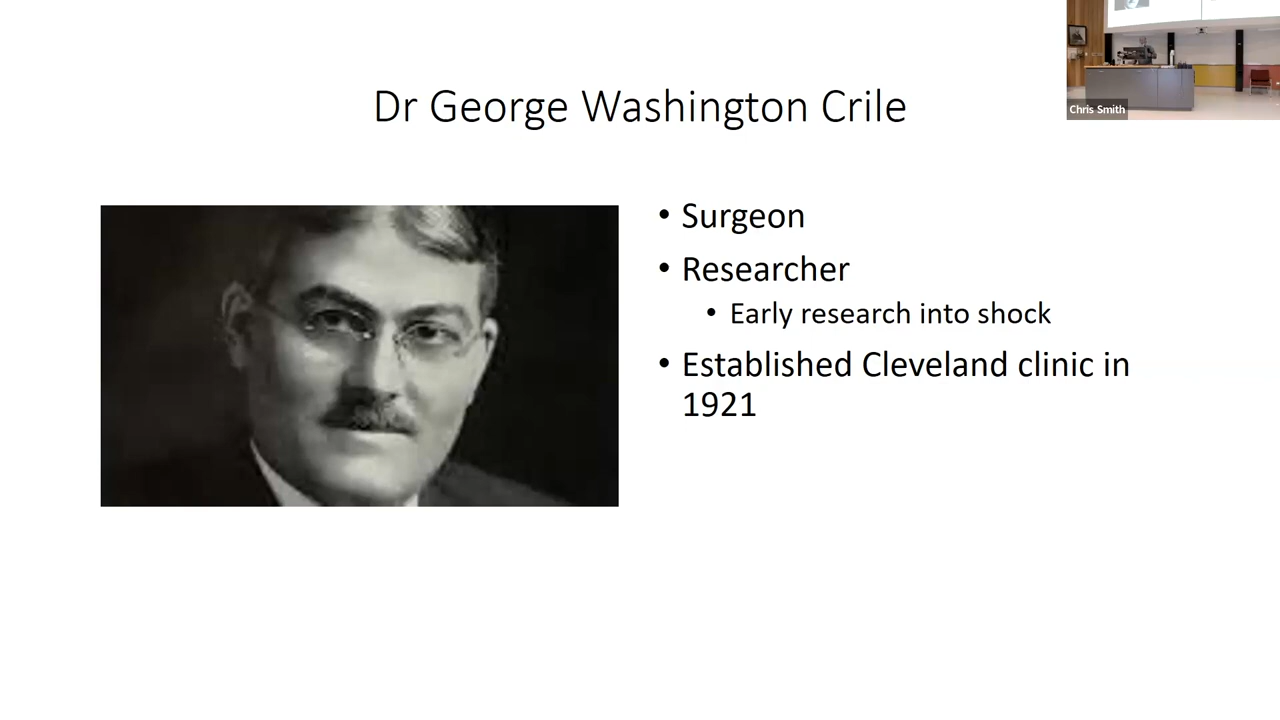 Dr George Washington Crile
Chris Smith
• Surgeon
• Researcher
• Early research into shock
• Established Cleveland clinic in
1921